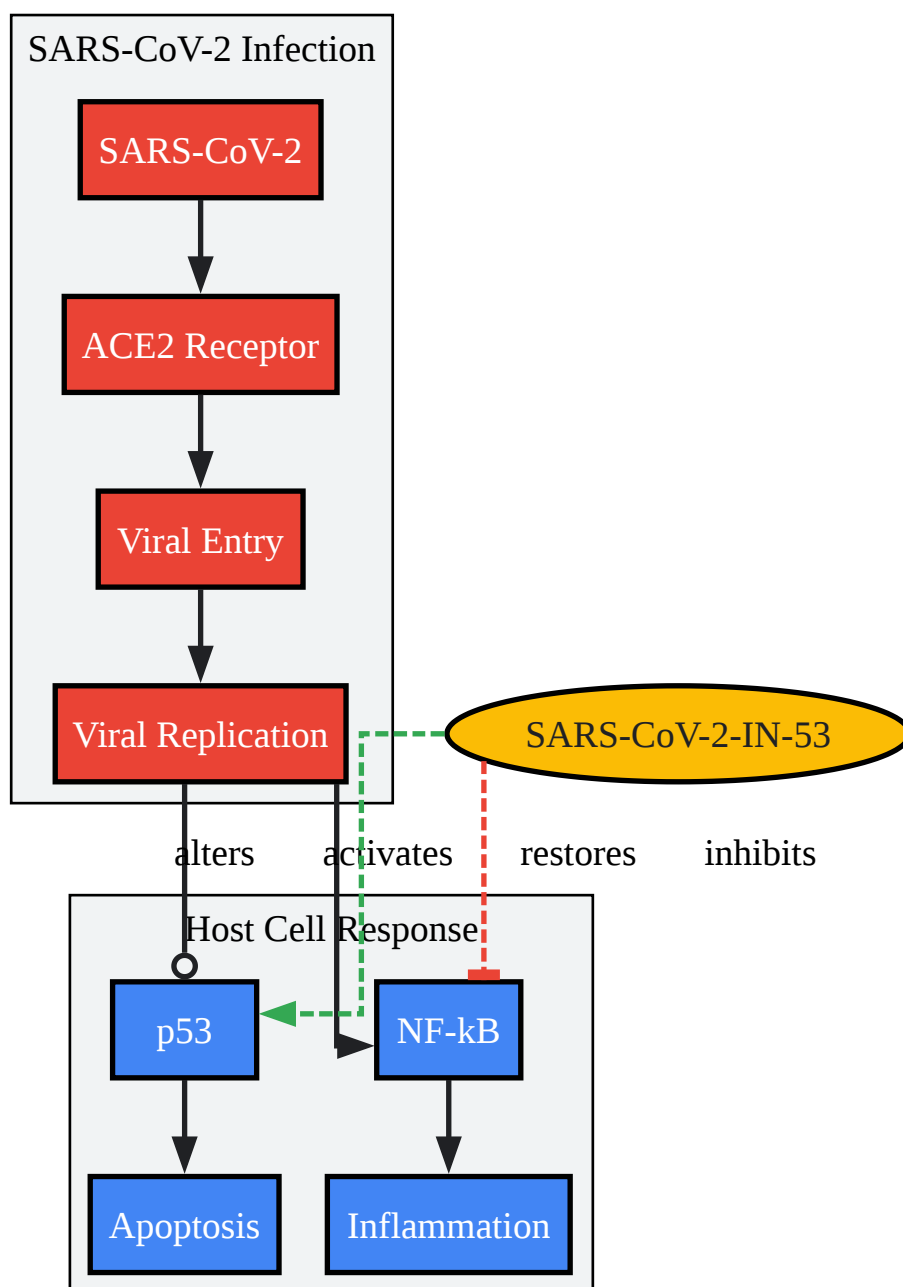 SARS-CoV-2 Infection
SARS-CoV-2
ACE2 Receptor
Viral Entry
Viral Replication
SARS-CoV-2-IN-53
alters
activates
restores
inhibits
Host Cell Response
p53
NF-kB
Apoptosis
Inflammation